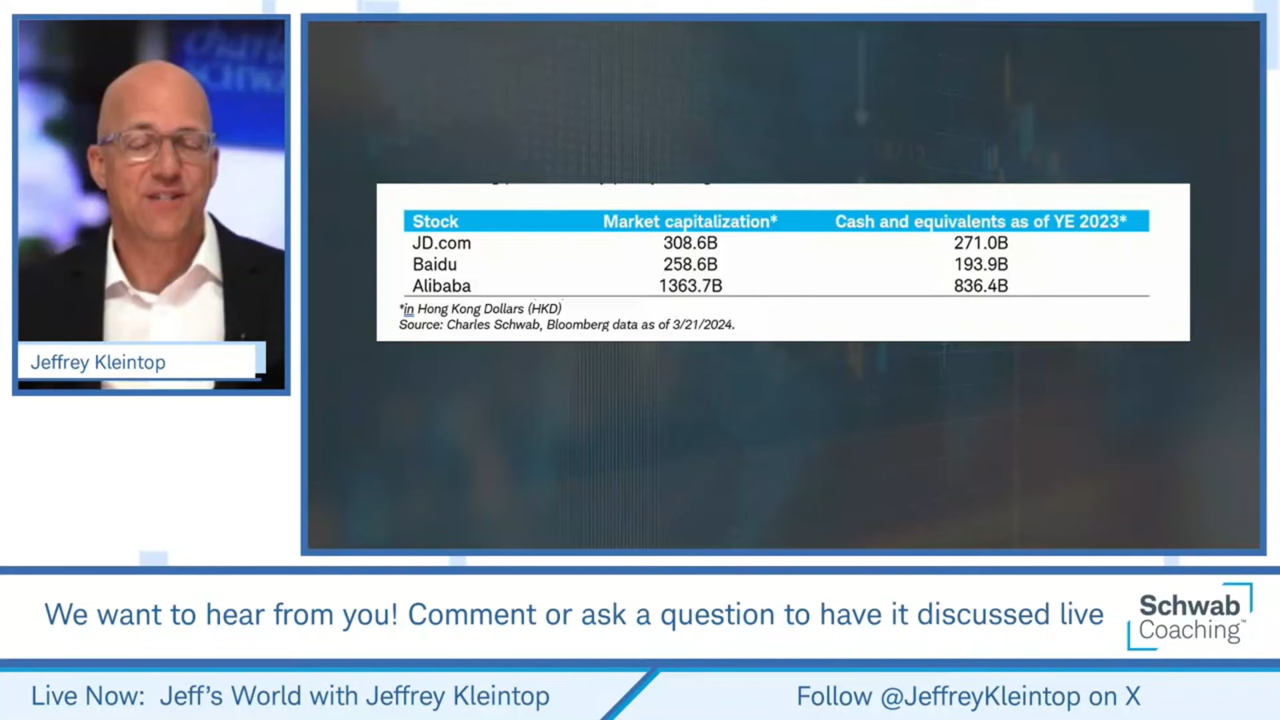 Jeffrey Kleintop
Stock Market capitalization* Cash and equivalents as of YE 2023*
JD.com 308.6B 271.0B
Baidu 258.6B 193.9B
Alibaba 1363.7B 836.4B
*in Hong Kong Dollars (HKD)
Source: Charles Schwab, Bloomberg data as of 3/21/2024.
We want to hear from you! Comment or ask a question to have it discussed live
Schwab
Coaching™
Live Now: Jeff's World with Jeffrey Kleintop
Follow @JeffreyKleintop on X